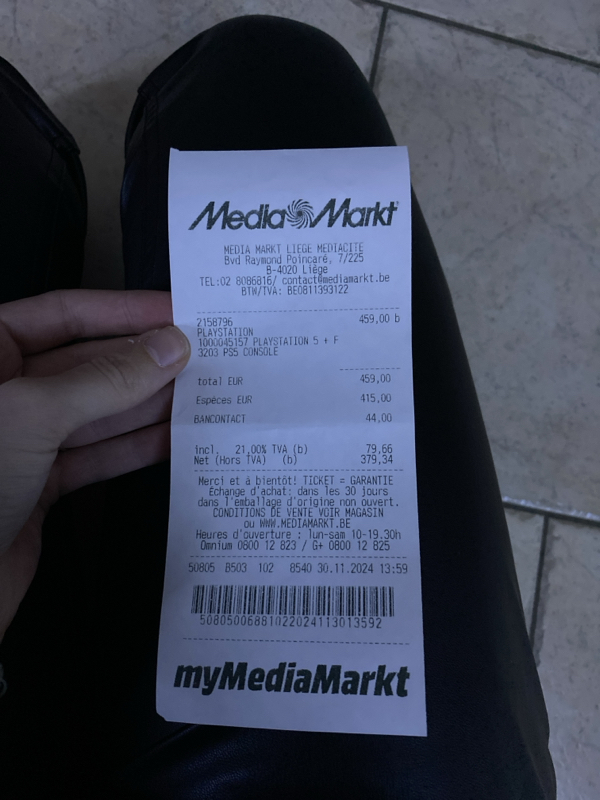 Media Markt
MEDIA MARKT LIEGE MEDIACITE
Bvd Raymond Poincaré, 7/225
B-4020 Liège
TEL:02 8086816/ contact@mediamarkt.be
BTW/TVA: BE0811393122
2158796 459,00 b
PLAYSTATION
1000045157 PLAYSTATION 5 + F
3203 PS5 CONSOLE
total EUR 459,00
Espèces EUR 415,00
BANCONTACT 44,00
incl. 21,00% TVA (b) 79,66
Net (Hors TVA) (b) 379,34
Merci et à bientôt! TICKET = GARANTIE
Echange d'achat: dans les 30 jours
dans l'emballage d'origine non ouvert.
CONDITIONS DE VENTE VOIR MAGASIN
ou WWW.MEDIAMARKT.BE
Heures d'ouverture : lun-sam 10-19.30h
Omnium 0800 12 823 / G+ 0800 12 825
50805 B503 102 8540 30.11.2024 13:59
5080500688102202411301 3592
myMediaMarkt